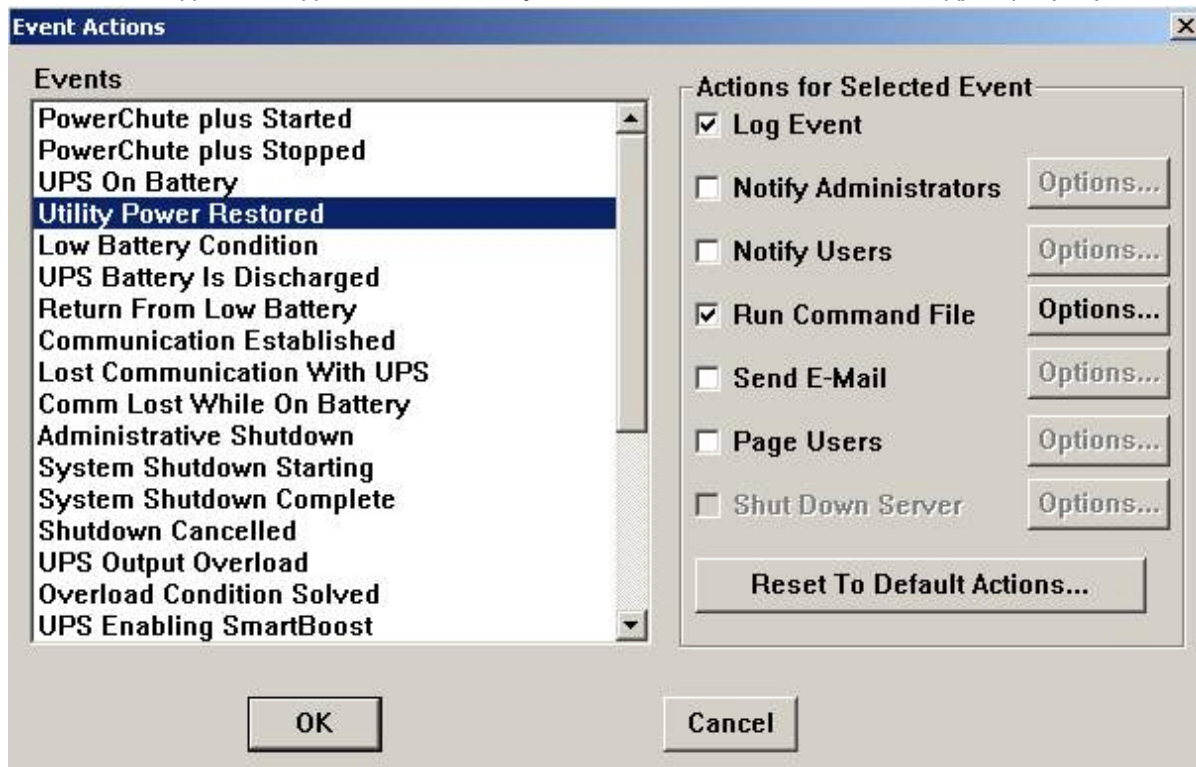 Event Actions
Events
PowerChute plus Started
PowerChute plus Stopped
UPS On Battery
Utility Power Restored
Low Battery Condition
UPS Battery Is Discharged
Return From Low Battery
Communication Established
Lost Communication With UPS
Comm Lost While On Battery
Administrative Shutdown
System Shutdown Starting
System Shutdown Complete
Shutdown Cancelled
UPS Output Overload
Overload Condition Solved
UPS Enabling SmartBoost
Actions for Selected Event
Log Event
Notify Administrators Options...
Notify Users Options...
Run Command File Options...
Send E-Mail Options...
Page Users Options...
Shut Down Server Options...
Reset To Default Actions...
OK
Cancel